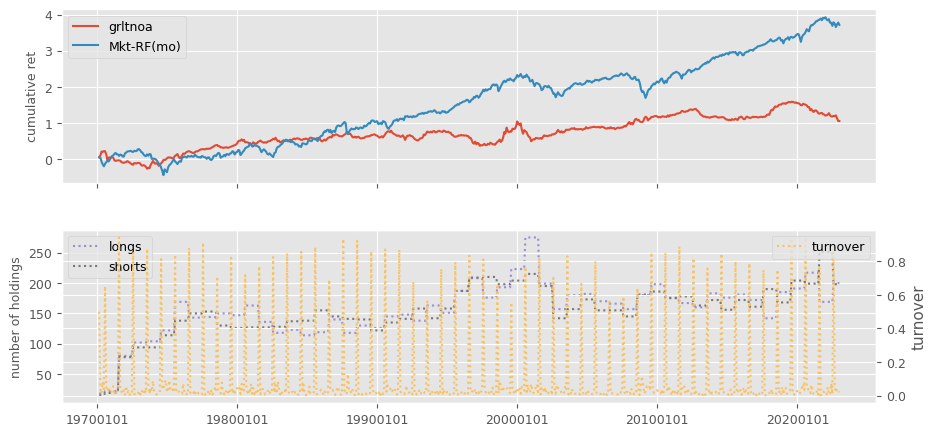 cumulative ret
4
3
2
1
0
grltnoa
Mkt-RF(mo)
number of holdings
250
200
150
100
50
longs
shorts
turnover
0.8
0.6
0.4
0.2
0.0
turnover
19700101
19800101
19900101
20000101
20100101
20200101